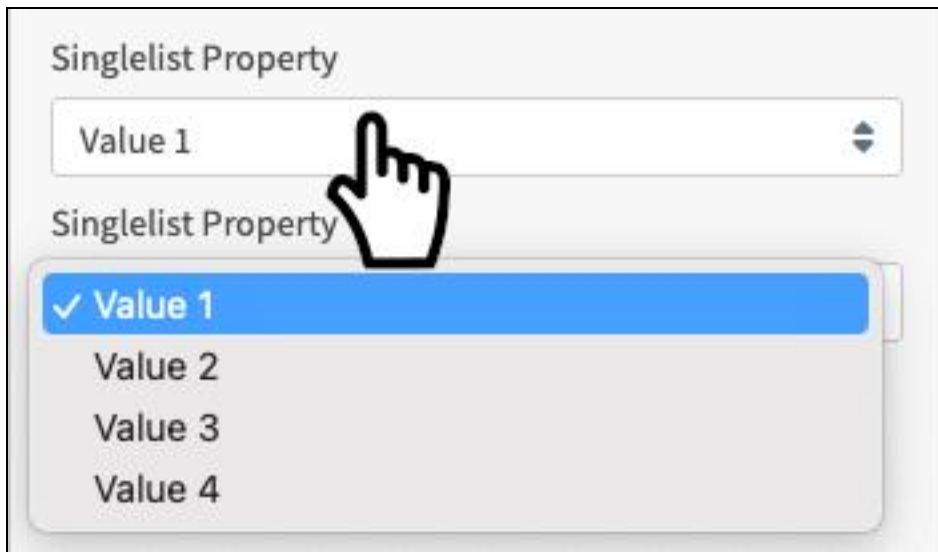 Singlelist Property
Value 1
Singlelist Property
✓ Value 1
Value 2
Value 3
Value 4